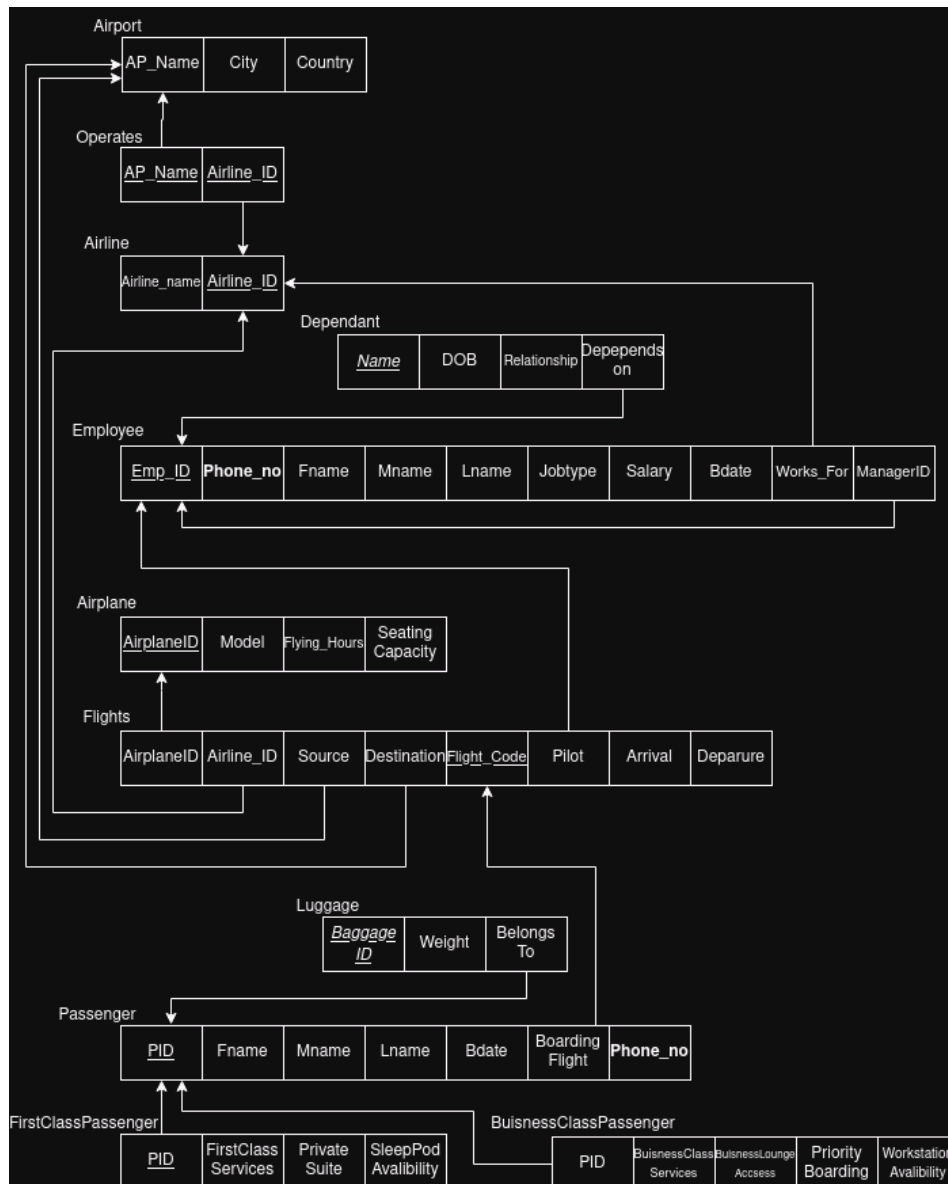 Airport
AP_Name City Country
Operates
AP_Name Airline_ID
Airline
Airline_name Airline_ID
Dependant
Name DOB Relationship Depepends
on
Employee
Emp_ID Phone_no Fname Mname Lname Jobtype Salary Bdate Works_For ManagerID
Airplane
AirplaneID Model Flying_Hours Seating
Capacity
Flights
AirplaneID Airline_ID Source Destination Flight_Code Pilot Arrival Deparure
Luggage
Baggage
ID Weight Belongs
To
Passenger
PID Fname Mname Lname Bdate Boarding
Flight Phone_no
FirstClassPassenger
PID FirstClass
Services Private
Suite SleepPod
Avalibility
BuisnessClassPassenger
PID BuisnessClass
Services BuisnessLounge
Accsess Priority
Boarding Workstation
Avalibility